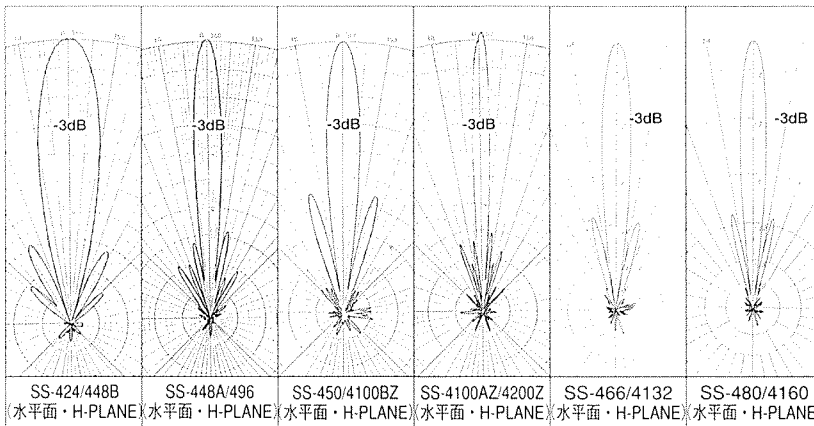 -3dB
-3dB
-3dB
-3dB
-3dB
-3dB
SS-424/448B
(水平面・H-PLANE)
SS-448A/496
(水平面・H-PLANE)
SS-450/4100BZ
(水平面・H-PLANE)
SS-4100AZ/4200Z
(水平面・H-PLANE)
SS-466/4132
(水平面・H-PLANE)
SS-480/4160
(水平面・H-PLANE)